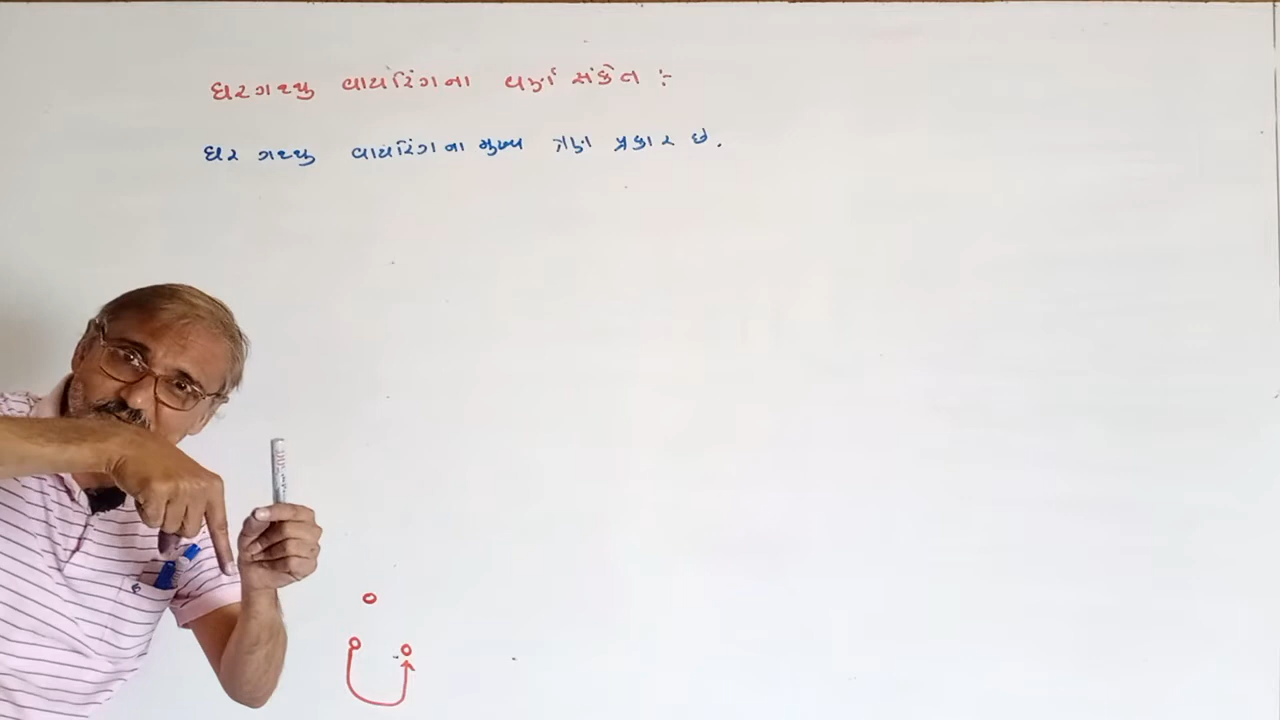 ઘરગથ્થુ વાયરિંગના વર્ણ સંકેત :-
ઘર ગથ્થુ વાયરિંગના મુખ્ય ત્રણ પ્રકાર છે.